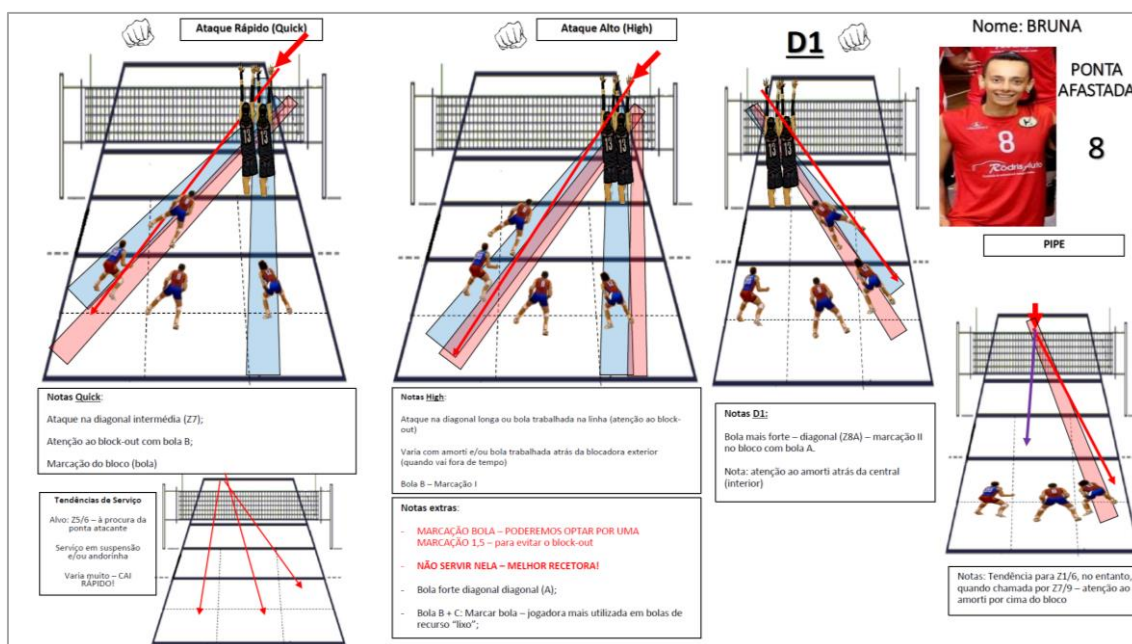 Ataque Rápido (Quick)
Ataque Alto (High)
D1
Nome: BRUNA
PONTA
AFASTADA
8
8
Rodris Auto
PIPE
Notas Quick:
Ataque na diagonal intermédia (Z7);
Atenção ao block-out com bola B;
Marcação do bloco (bola)
Notas High:
Ataque na diagonal longa ou bola trabalhada na linha (atenção ao block-
out)
Varia com amorti e/ou bola trabalhada atrás da blocadora exterior
(quando vai fora de tempo)
Bola B – Marcação I
Notas D1:
Bola mais forte – diagonal (Z8A) – marcação II
no bloco com bola A.
Nota: atenção ao amorti atrás da central
(interior)
Tendências de Serviço
Alvo: Z5/6 – à procura da
ponta atacante
Serviço em suspensão
e/ou andorinha
Varia muito – CAI
RÁPIDO!
Notas extras:
- MARCAÇÃO BOLA – PODEREMOS OPTAR POR UMA
MARCAÇÃO 1,5 – para evitar o block-out
- NÃO SERVIR NELA – MELHOR RECETORA!
- Bola forte diagonal diagonal (A);
- Bola B + C: Marcar bola – jogadora mais utilizada em bolas de
recurso “lixo”;
Notas: Tendência para Z1/6, no entanto,
quando chamada por Z7/9 – atenção ao
amorti por cima do bloco